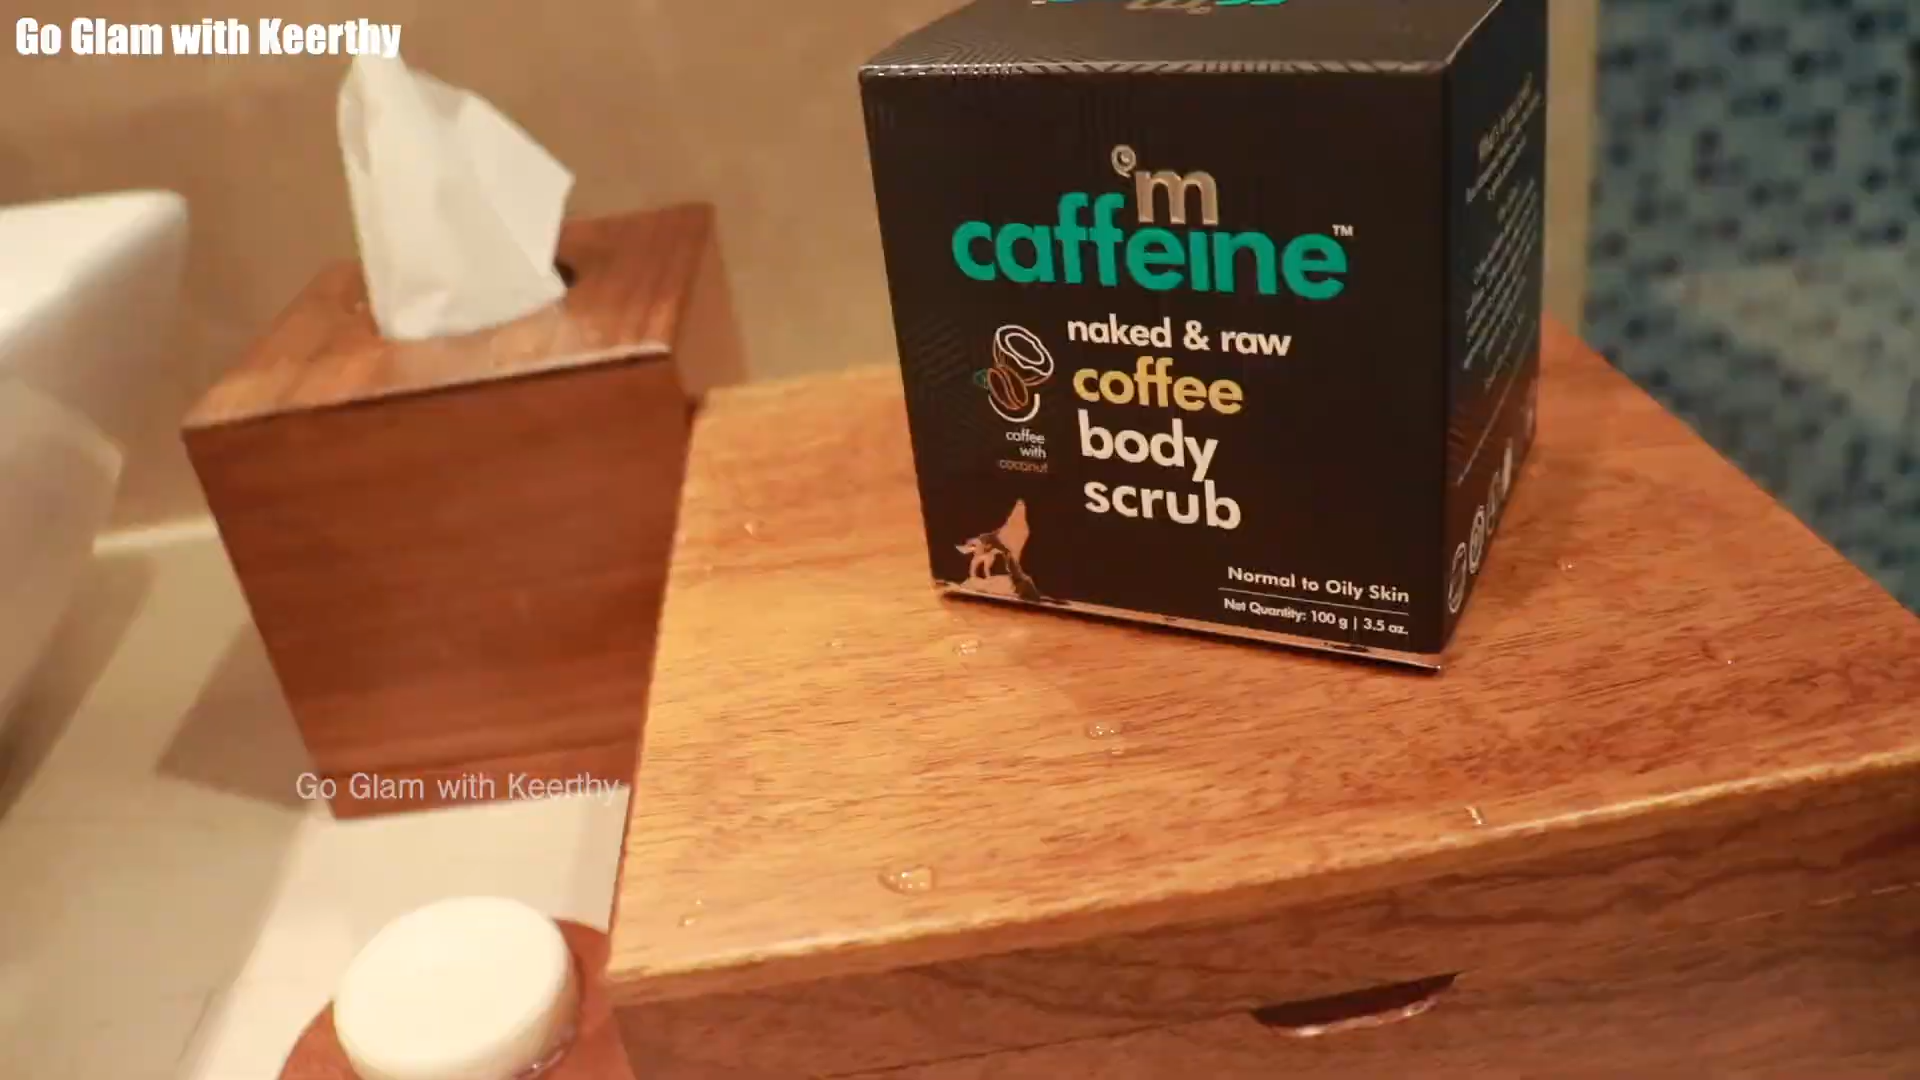 Go Glam with Keerthy
'm
caffeine™
naked & raw
coffee
body
scrub
coffee
with
coconut
Normal to Oily Skin
Net Quantity: 100 g | 3.5 oz.
Go Glam with Keerthy